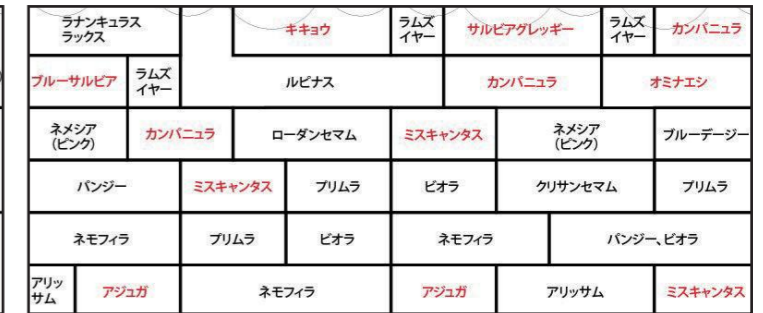 ラナンキュラス
ラックス
キキョウ
ラムズ
イヤー
サルビアグレッギー
ラムズ
イヤー
カンパニュラ
ブルーサルビア
ラムズ
イヤー
ルピナス
カンパニュラ
オミナエシ
ネメシア
(ピンク)
カンパニュラ
ローダンセマム
ミスキャンタス
ネメシア
(ピンク)
ブルーデージー
パンジー
ミスキャンタス
プリムラ
ビオラ
クリサンセマム
プリムラ
ネモフィラ
プリムラ
ビオラ
ネモフィラ
パンジー、ビオラ
アリッ
サム
アジュガ
ネモフィラ
アジュガ
アリッサム
ミスキャンタス